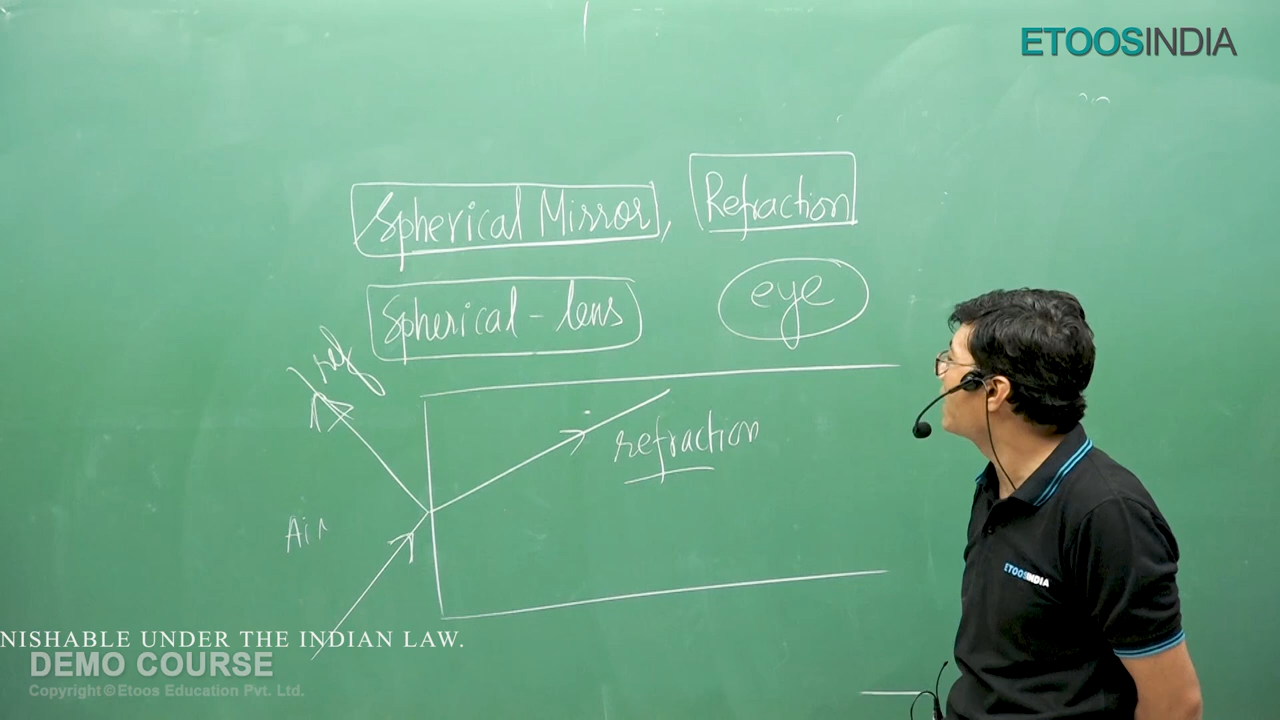 ETOOSINDIA
Spherical Mirror, Refraction
Spherical - lens eye
ref
refraction
Air
ETOOSINDIA
NISHABLE UNDER THE INDIAN LAW.
DEMO COURSE
Copyright © Etoos Education Pvt. Ltd.